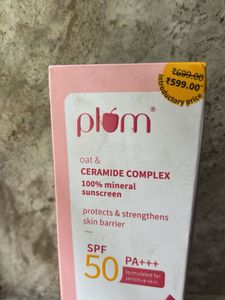 ₹699.00
₹599.00*
introductory price
plum®
oat &
CERAMIDE COMPLEX
100% mineral
sunscreen
protects & strengthens
skin barrier
SPF
50 PA+++
formulated for
sensitive skin